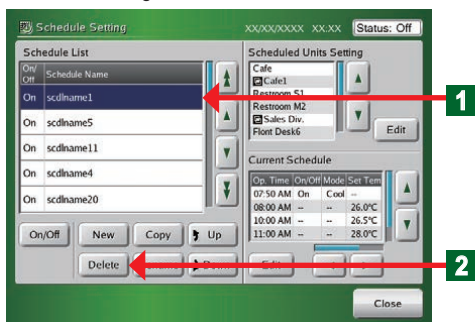 Schedule Setting
XX/XX/XXXX XX:XX
Status: Off
Schedule List
On/Off Schedule Name
On scdlname1
On scdlname5
On scdlname11
On scdlname4
On scdlname20
On/Off New Copy Up
Delete
Scheduled Units Setting
Cafe
Cafe1
Restroom S1
Restroom M2
Sales Div.
Flont Desk6
Edit
Current Schedule
Op. Time On/Off Mode Set Tem
07:50 AM On Cool --
08:00 AM -- -- 26.0°C
10:00 AM -- -- 26.5°C
11:00 AM -- -- 28.0°C
Edit
Close
1
2